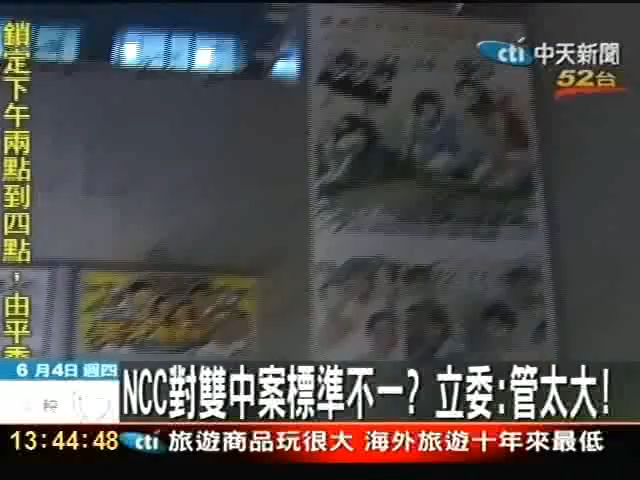 鎖定下午兩點到四點，由平
cti 中天新聞
52台
6月4日 週四
NCC對雙中案標準不一? 立委:管太大!
13:44:48 cti 旅遊商品玩很大 海外旅遊十年來最低